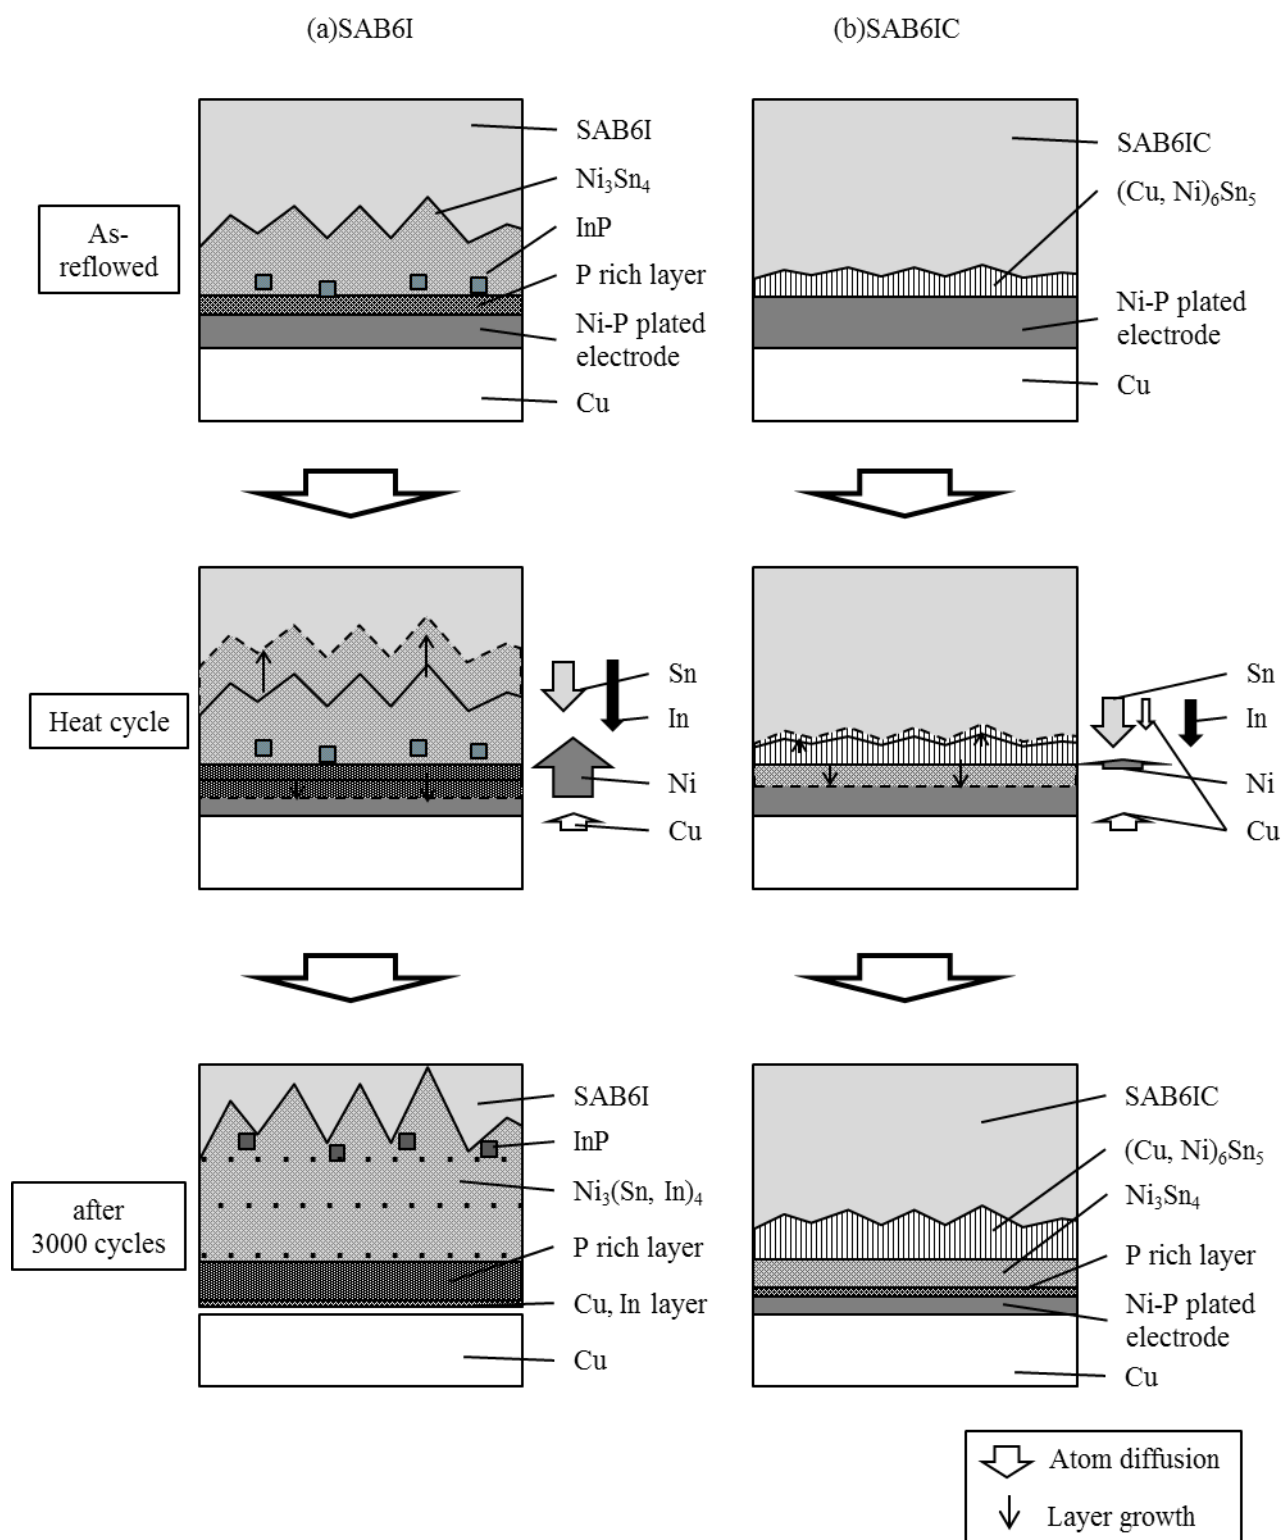 (a)SAB6I
(b)SAB6IC
As-
reflowed
SAB6I
Ni₃Sn₄
InP
P rich layer
Ni-P plated
electrode
Cu
SAB6IC
(Cu, Ni)₆Sn₅
Ni-P plated
electrode
Cu
Heat cycle
Sn
In
Ni
Cu
Sn
In
Ni
Cu
after
3000 cycles
SAB6I
InP
Ni₃(Sn, In)₄
P rich layer
Cu, In layer
Cu
SAB6IC
(Cu, Ni)₆Sn₅
Ni₃Sn₄
P rich layer
Ni-P plated
electrode
Cu
Atom diffusion
Layer growth